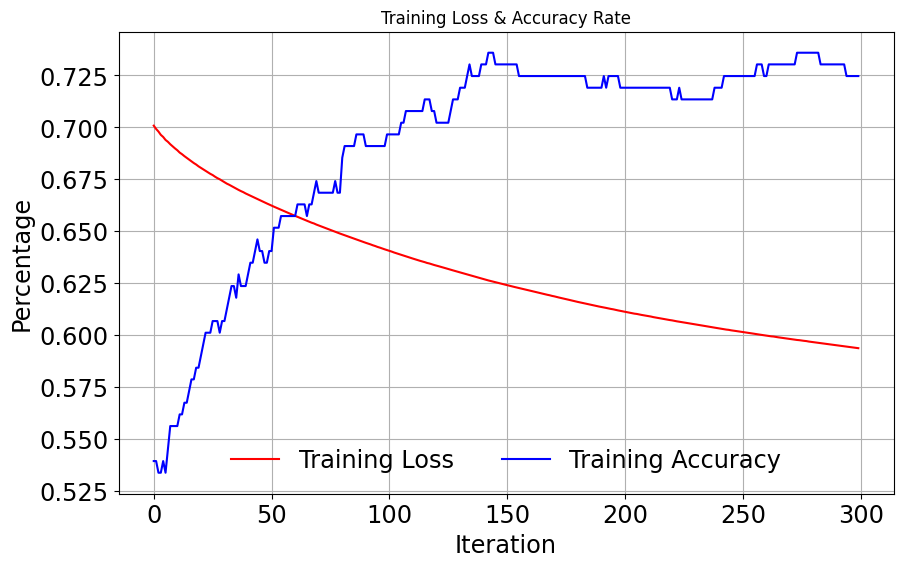 Training Loss & Accuracy Rate
Percentage
0.725
0.700
0.675
0.650
0.625
0.600
0.575
0.550
0.525
Training Loss
Training Accuracy
0 50 100 150 200 250 300
Iteration